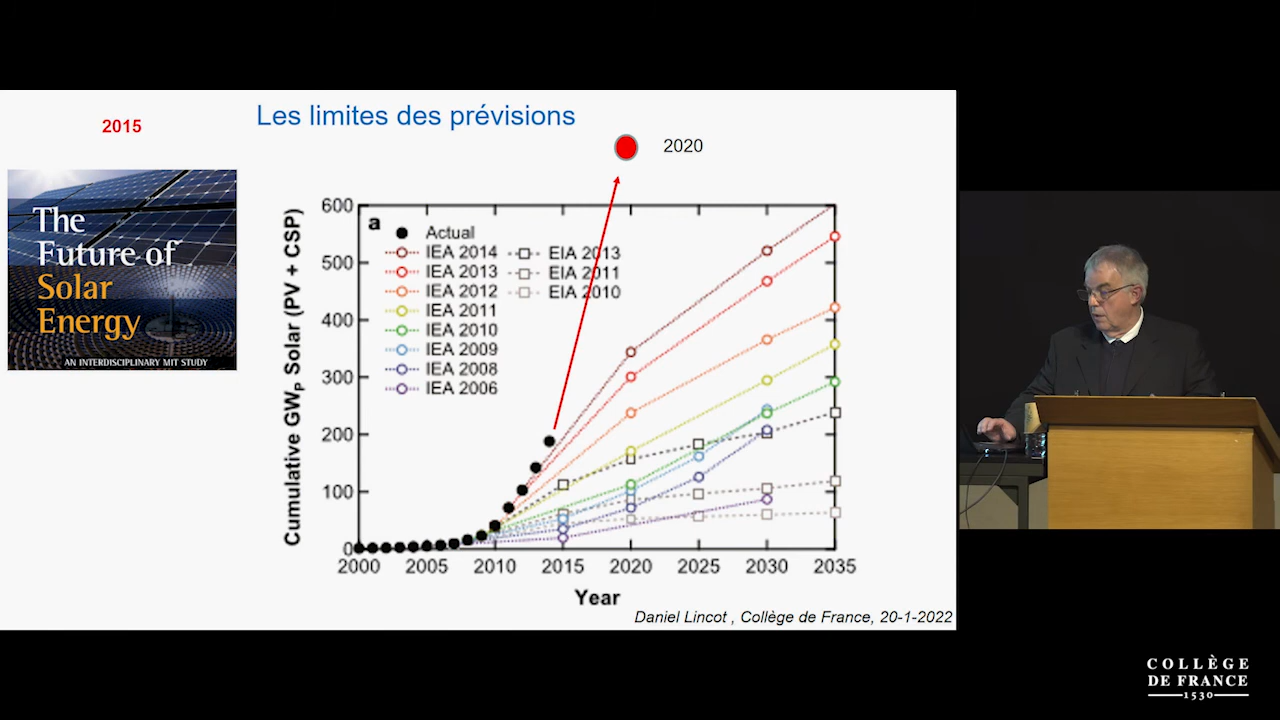 2015
Les limites des prévisions
2020
The
Future of
Solar
Energy
AN INTERDISCIPLINARY MIT STUDY
Cumulative GWP Solar (PV + CSP)
600
500
400
300
200
100
0
a
Actual
IEA 2014
IEA 2013
IEA 2012
IEA 2011
IEA 2010
IEA 2009
IEA 2008
IEA 2006
EIA 2013
EIA 2011
EIA 2010
2000 2005 2010 2015 2020 2025 2030 2035
Year
Daniel Lincot , Collège de France, 20-1-2022
COLLÈGE
DE FRANCE
1530